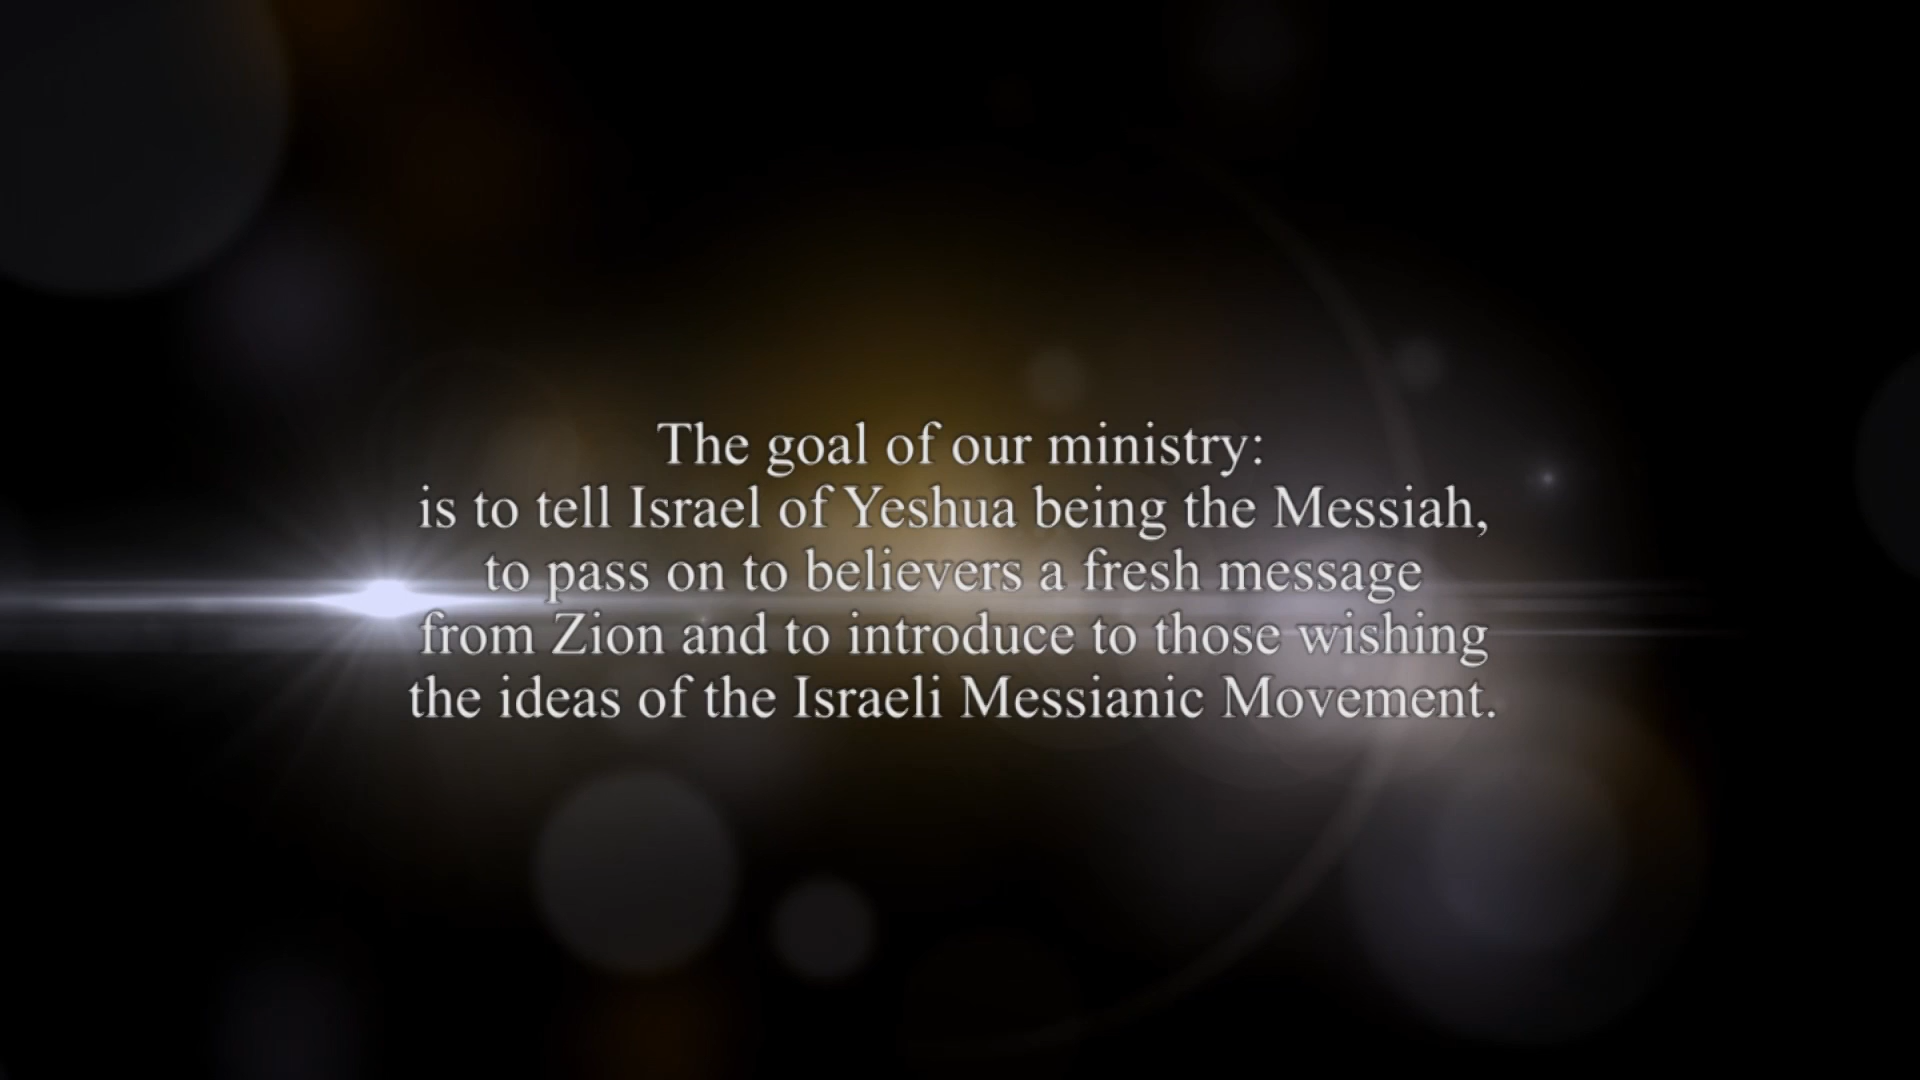 The goal of our ministry:
is to tell Israel of Yeshua being the Messiah,
to pass on to believers a fresh message
from Zion and to introduce to those wishing
the ideas of the Israeli Messianic Movement.